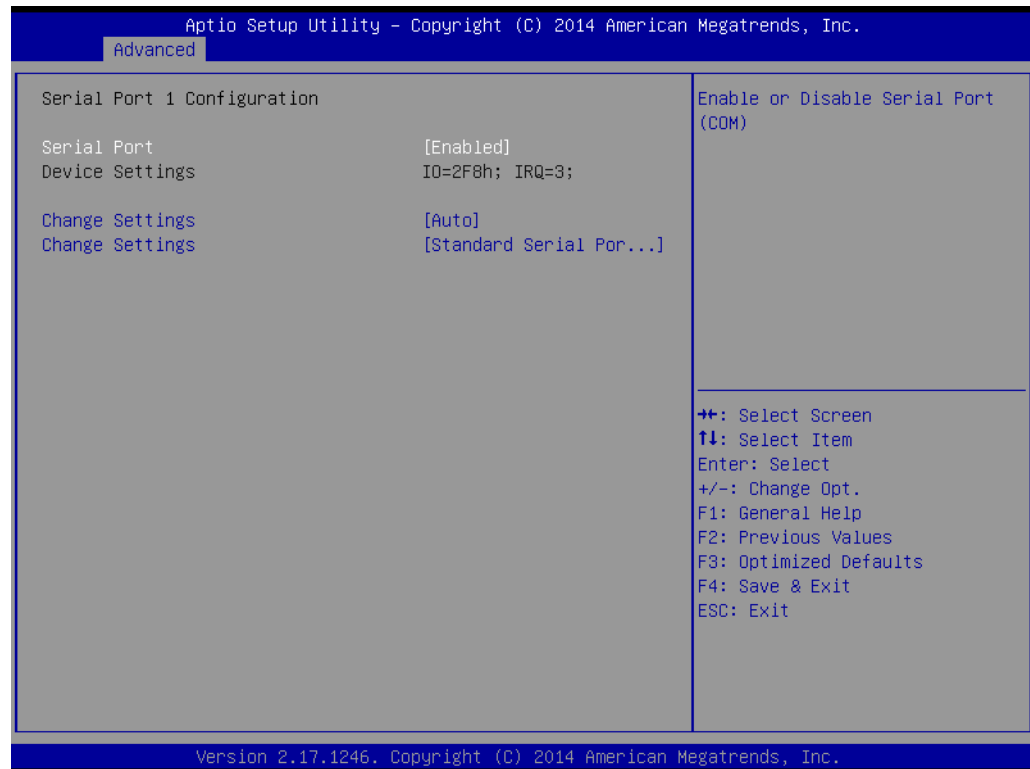 Aptio Setup Utility – Copyright (C) 2014 American Megatrends, Inc.
Advanced
Serial Port 1 Configuration
Serial Port [Enabled]
Device Settings IO=2F8h; IRQ=3;
Change Settings [Auto]
Change Settings [Standard Serial Por...]
Enable or Disable Serial Port
(COM)
→←: Select Screen
↑↓: Select Item
Enter: Select
+/-: Change Opt.
F1: General Help
F2: Previous Values
F3: Optimized Defaults
F4: Save & Exit
ESC: Exit
Version 2.17.1246. Copyright (C) 2014 American Megatrends, Inc.